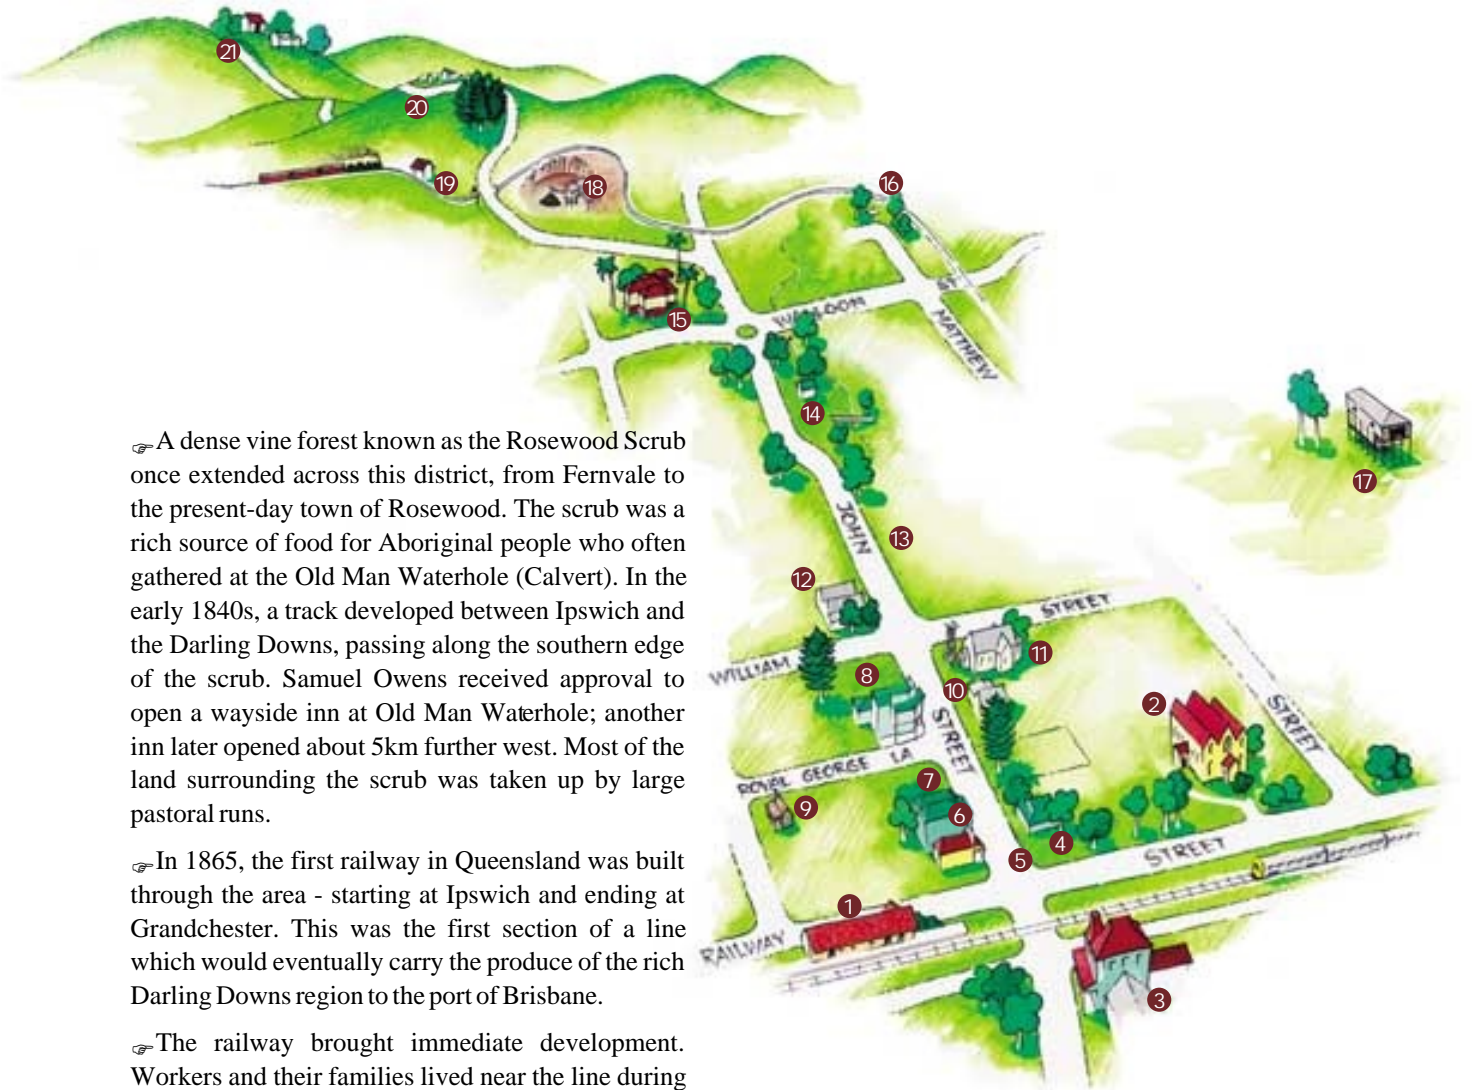 21
20
19
18
16
15
WALLOON
ST
MATTHEW
14
17
☞A dense vine forest known as the Rosewood Scrub
once extended across this district, from Fernvale to
the present-day town of Rosewood. The scrub was a
rich source of food for Aboriginal people who often
gathered at the Old Man Waterhole (Calvert). In the
early 1840s, a track developed between Ipswich and
the Darling Downs, passing along the southern edge
of the scrub. Samuel Owens received approval to
open a wayside inn at Old Man Waterhole; another
inn later opened about 5km further west. Most of the
land surrounding the scrub was taken up by large
pastoral runs.
☞In 1865, the first railway in Queensland was built
through the area - starting at Ipswich and ending at
Grandchester. This was the first section of a line
which would eventually carry the produce of the rich
Darling Downs region to the port of Brisbane.
☞The railway brought immediate development.
Workers and their families lived near the line during
JOHN
13
12
STREET
WILLIAM
11
8
10
2
STREET
STREET
ROYAL GEORGE LA
7
9
6
4
5
STREET
1
RAILWAY
3